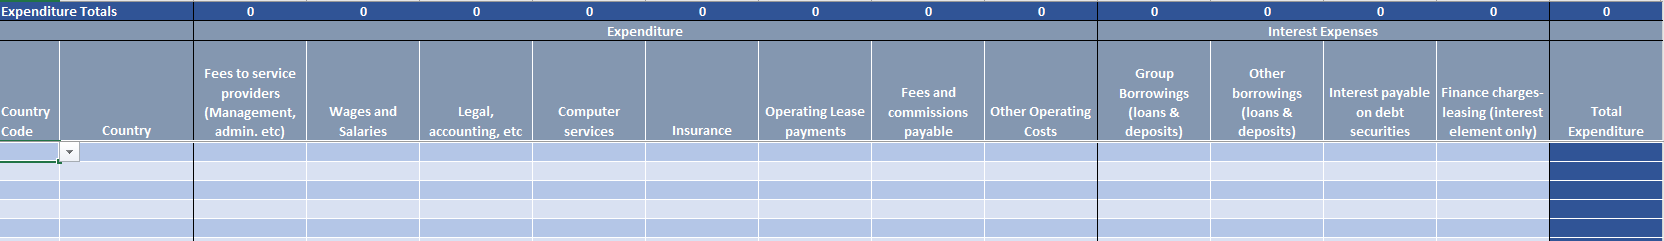 Expenditure Totals 0 0 0 0 0 0 0 0 0 0 0 0 0
Expenditure Interest Expenses
Country
Code
Country
Fees to service
providers
(Management,
admin. etc)
Wages and
Salaries
Legal,
accounting, etc
Computer
services
Insurance
Operating Lease
payments
Fees and
commissions
payable
Other Operating
Costs
Group
Borrowings
(loans &
deposits)
Other
borrowings
(loans &
deposits)
Interest payable
on debt
securities
Finance charges-
leasing (interest
element only)
Total
Expenditure